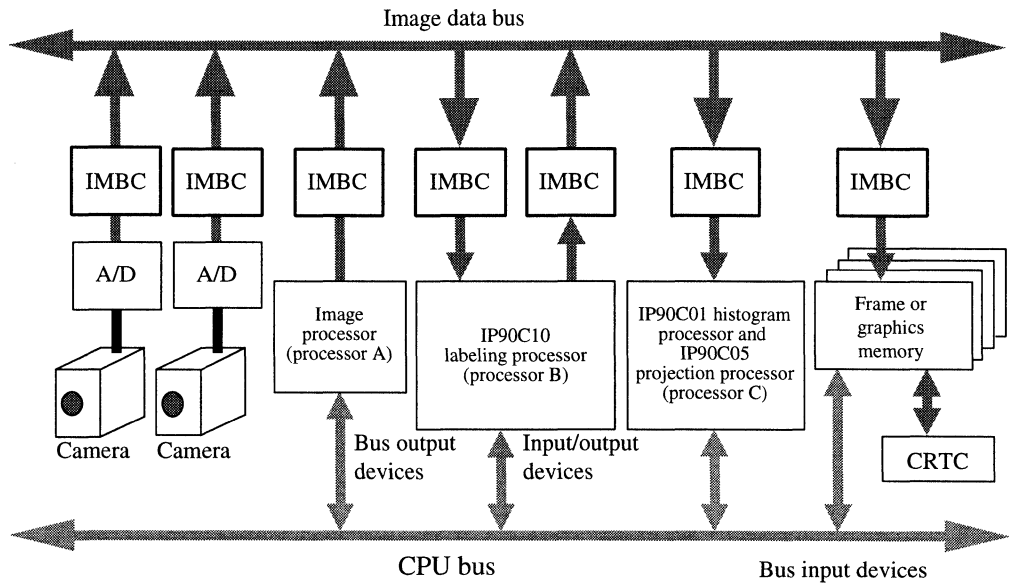 Image data bus
IMBC
IMBC
IMBC
IMBC
IMBC
IMBC
IMBC
A/D
A/D
Image
processor
(processor A)
IP90C10
labeling processor
(processor B)
IP90C01 histogram
processor and
IP90C05
projection processor
(processor C)
Frame or
graphics
memory
Camera
Camera
Bus output
devices
Input/output
devices
CRTC
CPU bus
Bus input devices